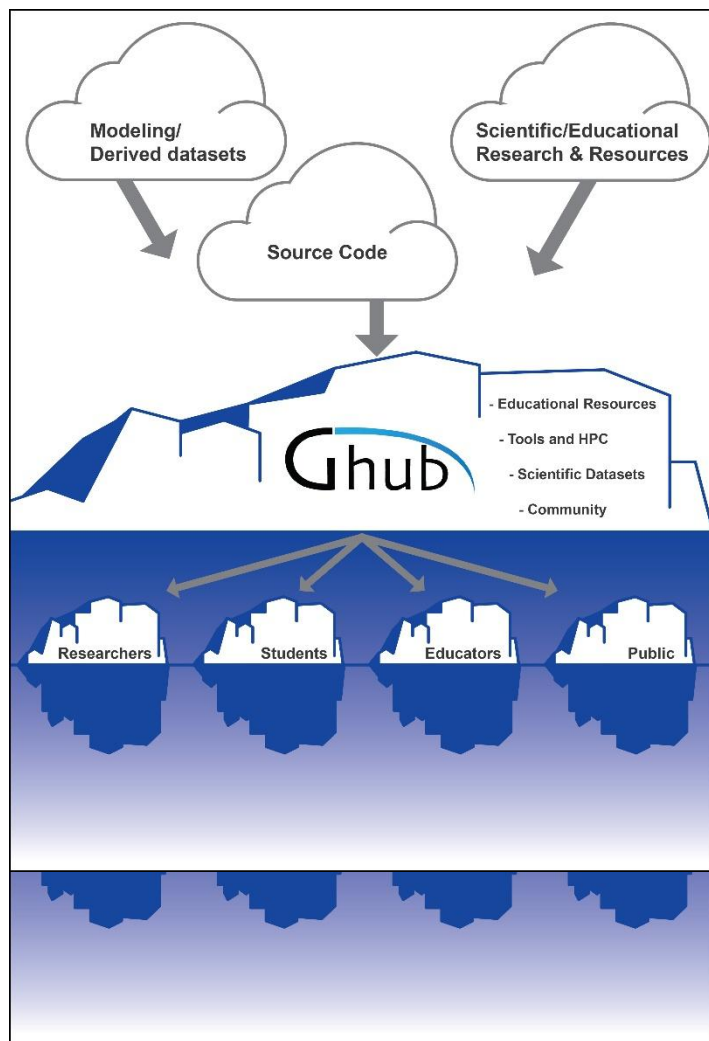 Modeling/
Derived datasets
Scientific/Educational
Research & Resources
Source Code
Ghub
- Educational Resources
- Tools and HPC
- Scientific Datasets
- Community
Researchers
Students
Educators
Public